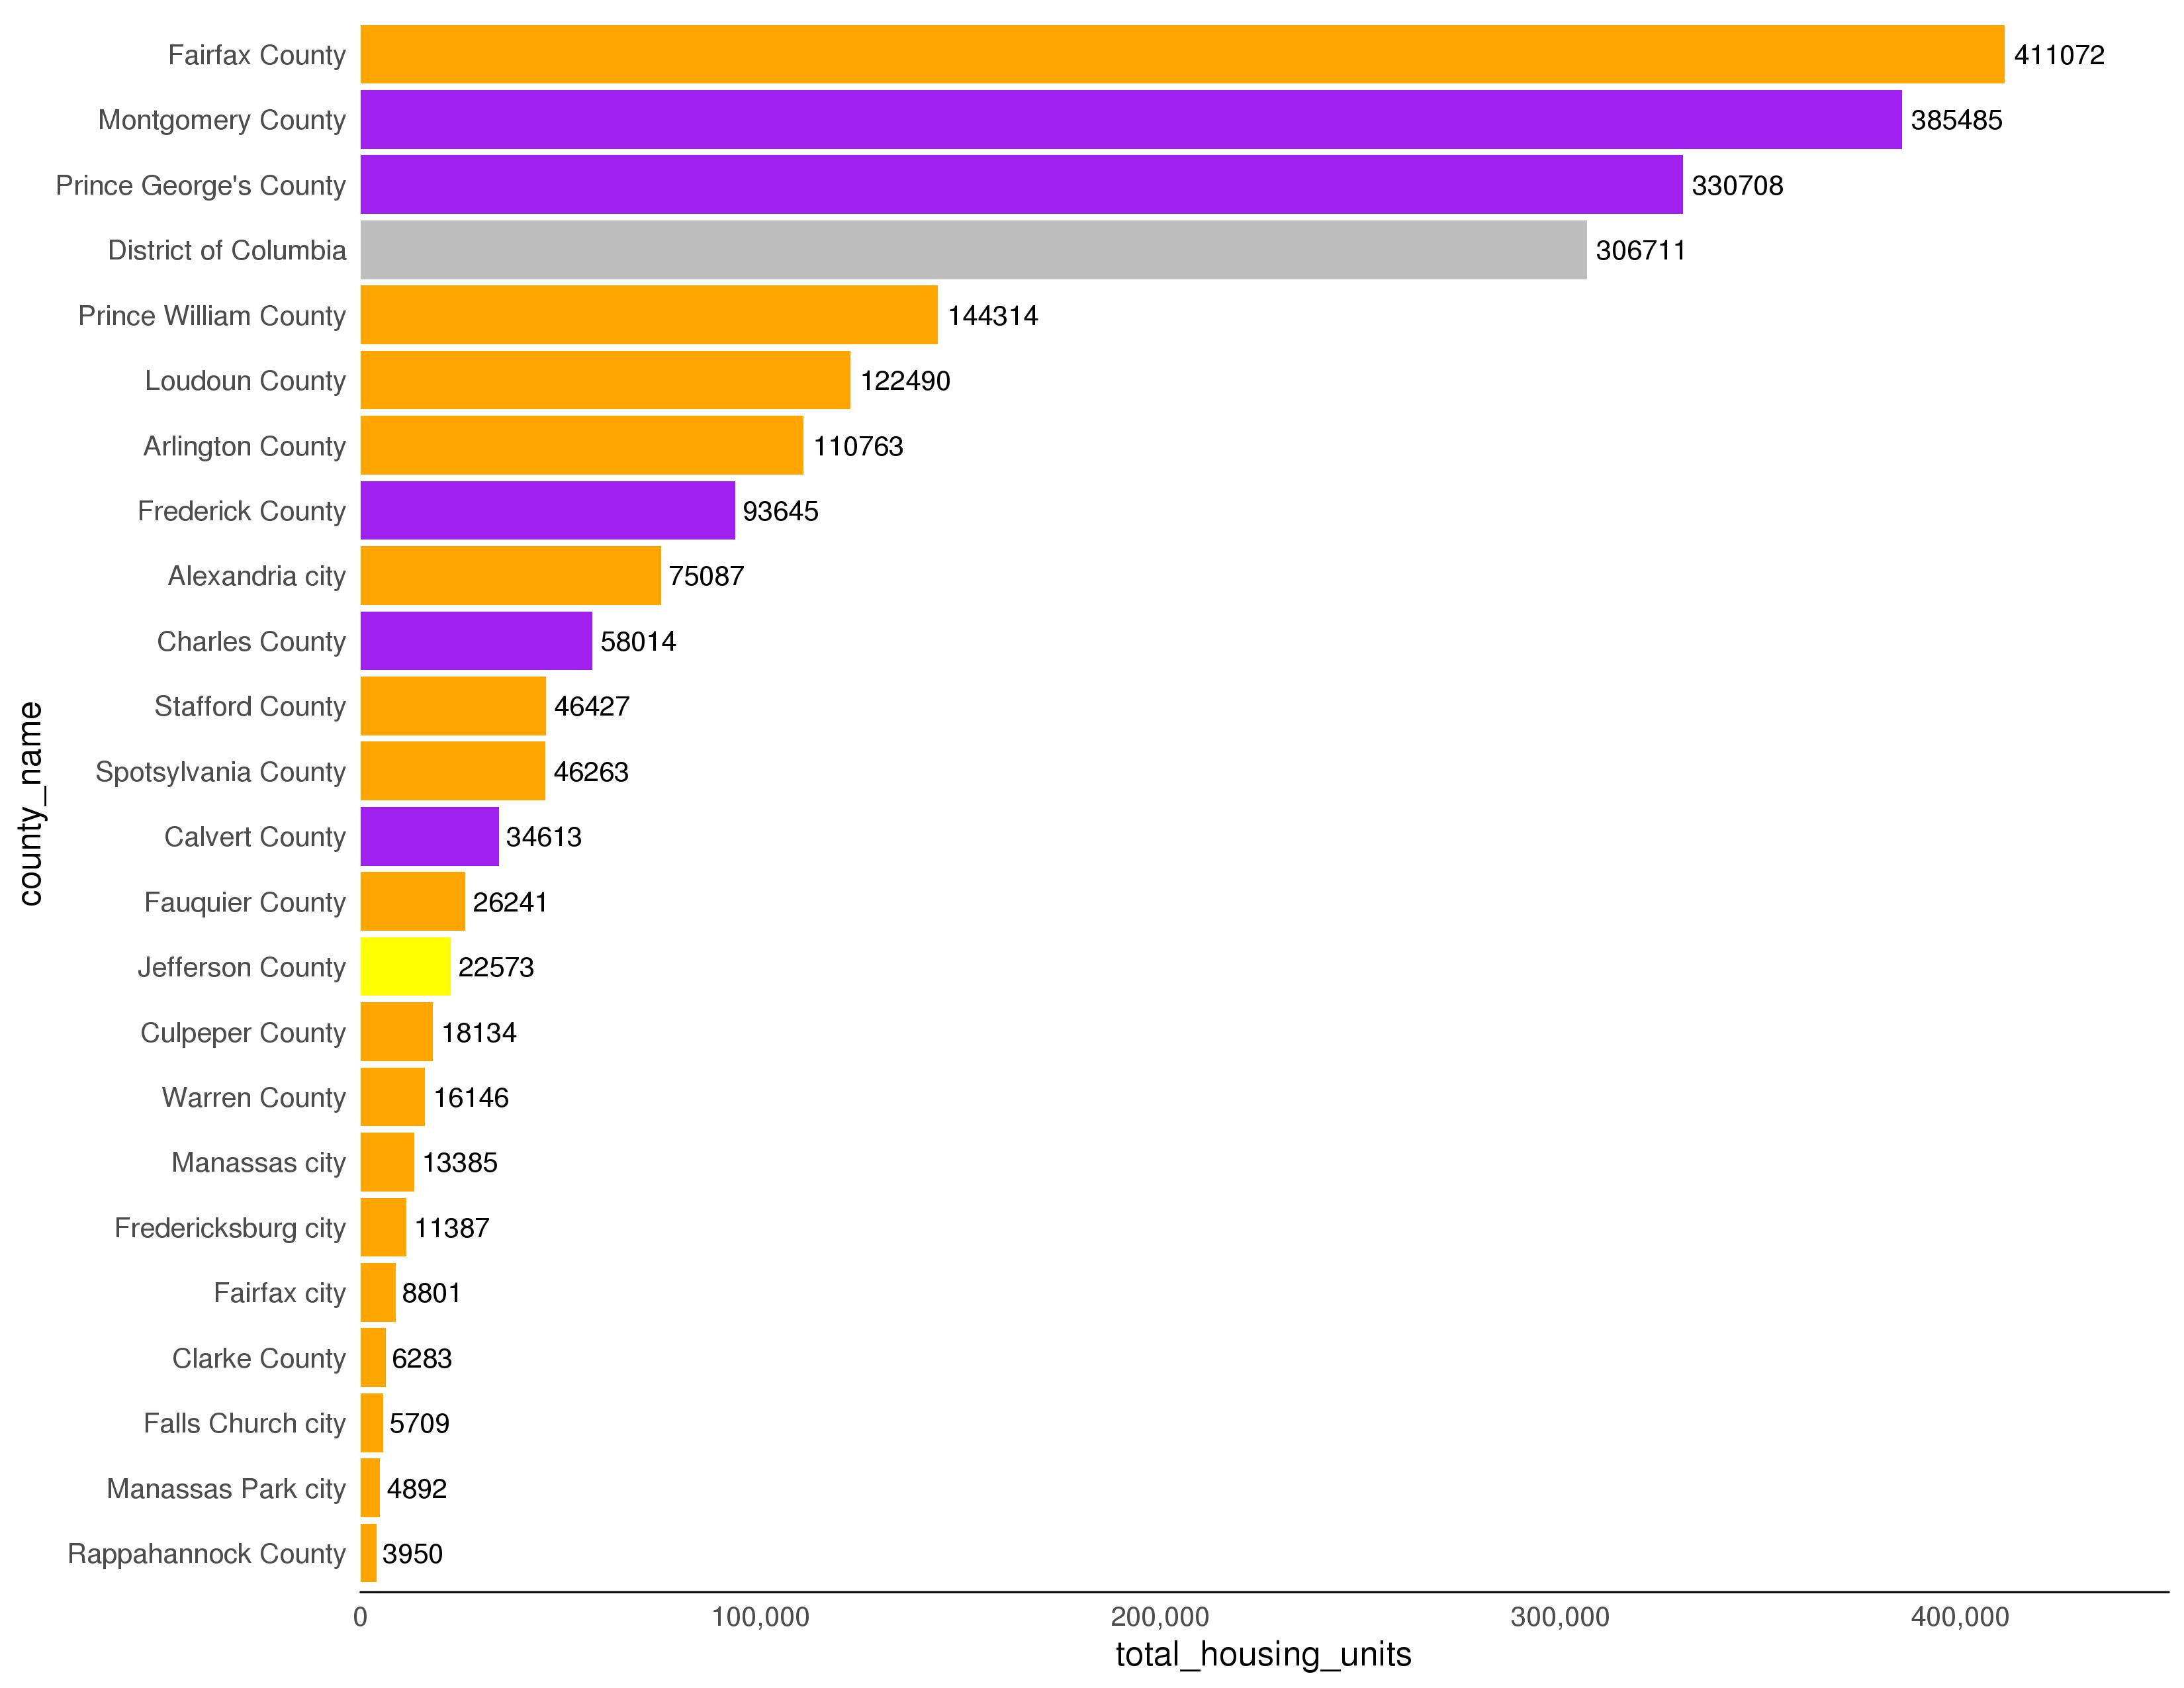 Fairfax County 411072
Montgomery County 385485
Prince George's County 330708
District of Columbia 306711
Prince William County 144314
Loudoun County 122490
Arlington County 110763
Frederick County 93645
Alexandria city 75087
Charles County 58014
Stafford County 46427
Spotsylvania County 46263
Calvert County 34613
Fauquier County 26241
Jefferson County 22573
Culpeper County 18134
Warren County 16146
Manassas city 13385
Fredericksburg city 11387
Fairfax city 8801
Clarke County 6283
Falls Church city 5709
Manassas Park city 4892
Rappahannock County 3950
county_name
0 100,000 200,000 300,000 400,000
total_housing_units